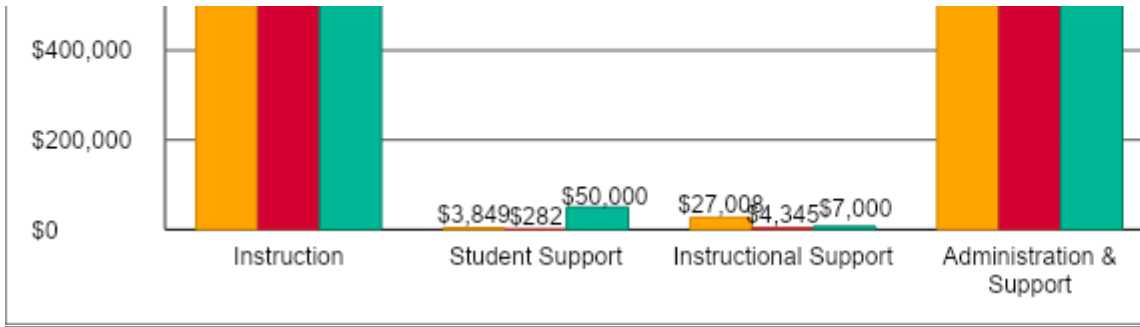 $400,000
$200,000
$50,000
$27,008
$3,849 $282 $4,345 $7,000
$0
Instruction Student Support Instructional Support Administration &
Support